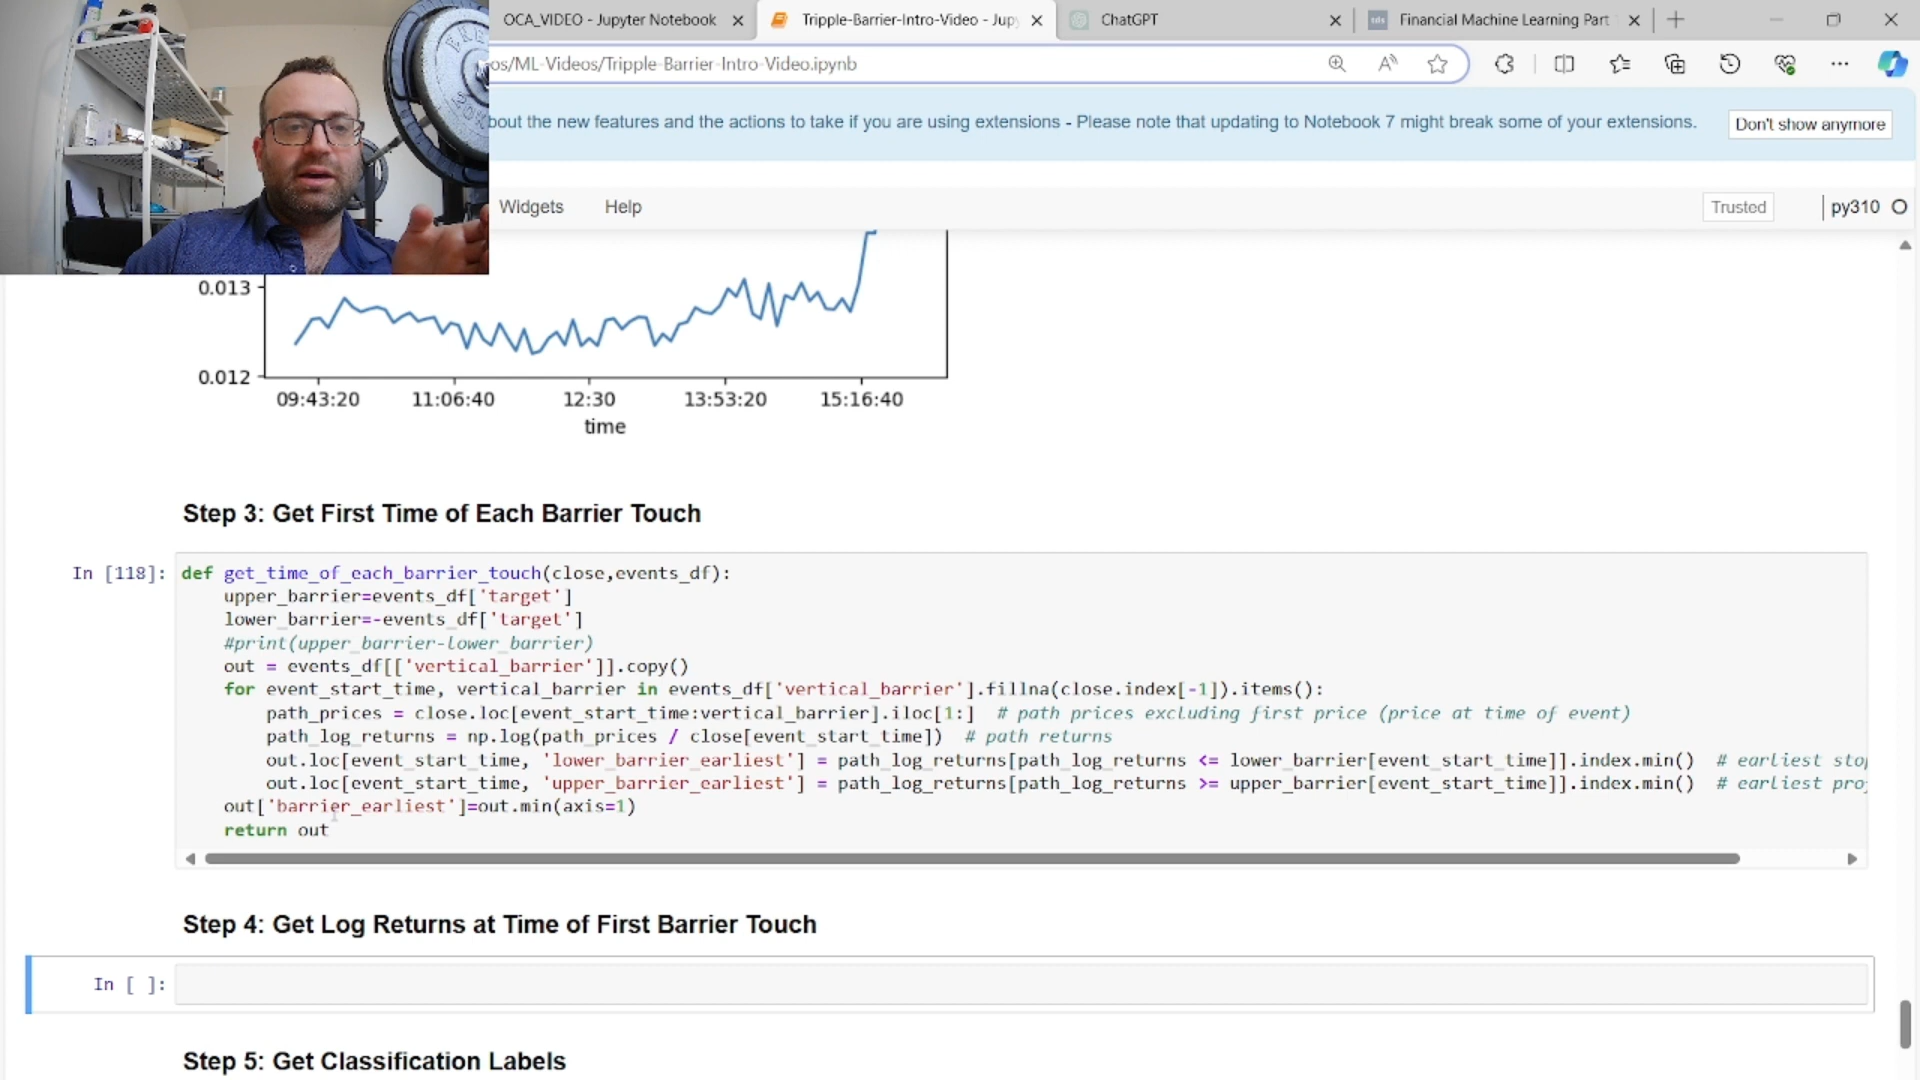 OCA_VIDEO - Jupyter Notebook
Tripple-Barrier-Intro-Video - Jup
ChatGPT
tds Financial Machine Learning Part
os/ML-Videos/Tripple-Barrier-Intro-Video.ipynb
bout the new features and the actions to take if you are using extensions - Please note that updating to Notebook 7 might break some of your extensions.
Don't show anymore
Widgets Help
Trusted
py310
0.013
0.012
09:43:20 11:06:40 12:30 13:53:20 15:16:40
time
Step 3: Get First Time of Each Barrier Touch
In [118]: def get_time_of_each_barrier_touch(close,events_df):
upper_barrier=events_df['target']
lower_barrier=-events_df['target']
#print(upper_barrier-lower_barrier)
out = events_df[['vertical_barrier']].copy()
for event_start_time, vertical_barrier in events_df['vertical_barrier'].fillna(close.index[-1]).items():
path_prices = close.loc[event_start_time:vertical_barrier].iloc[1:] # path prices excluding first price (price at time of event)
path_log_returns = np.log(path_prices / close[event_start_time]) # path returns
out.loc[event_start_time, 'lower_barrier_earliest'] = path_log_returns[path_log_returns <= lower_barrier[event_start_time]].index.min() # earliest sto
out.loc[event_start_time, 'upper_barrier_earliest'] = path_log_returns[path_log_returns >= upper_barrier[event_start_time]].index.min() # earliest pro
out['barrier_earliest']=out.min(axis=1)
return out
Step 4: Get Log Returns at Time of First Barrier Touch
In [ ]:
Step 5: Get Classification Labels